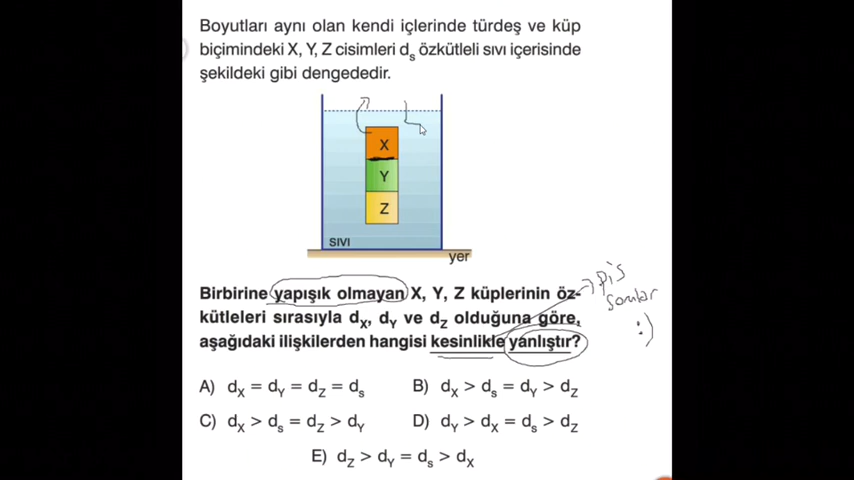 Boyutları aynı olan kendi içlerinde türdeş ve küp
biçimindeki X, Y, Z cisimleri dₛ özkütleli sıvı içerisinde
şekildeki gibi dengededir.
X
Y
Z
SIVI
yer
Birbirine yapışık olmayan X, Y, Z küplerinin öz-
kütleleri sırasıyla dX, dY ve dZ olduğuna göre,
aşağıdaki ilişkilerden hangisi kesinlikle yanlıştır?
pis
sorular
:)
A) dX = dY = dZ = dₛ
B) dX > dₛ = dY > dZ
C) dX > dₛ = dZ > dY
D) dY > dX = dₛ > dZ
E) dZ > dY = dₛ > dX